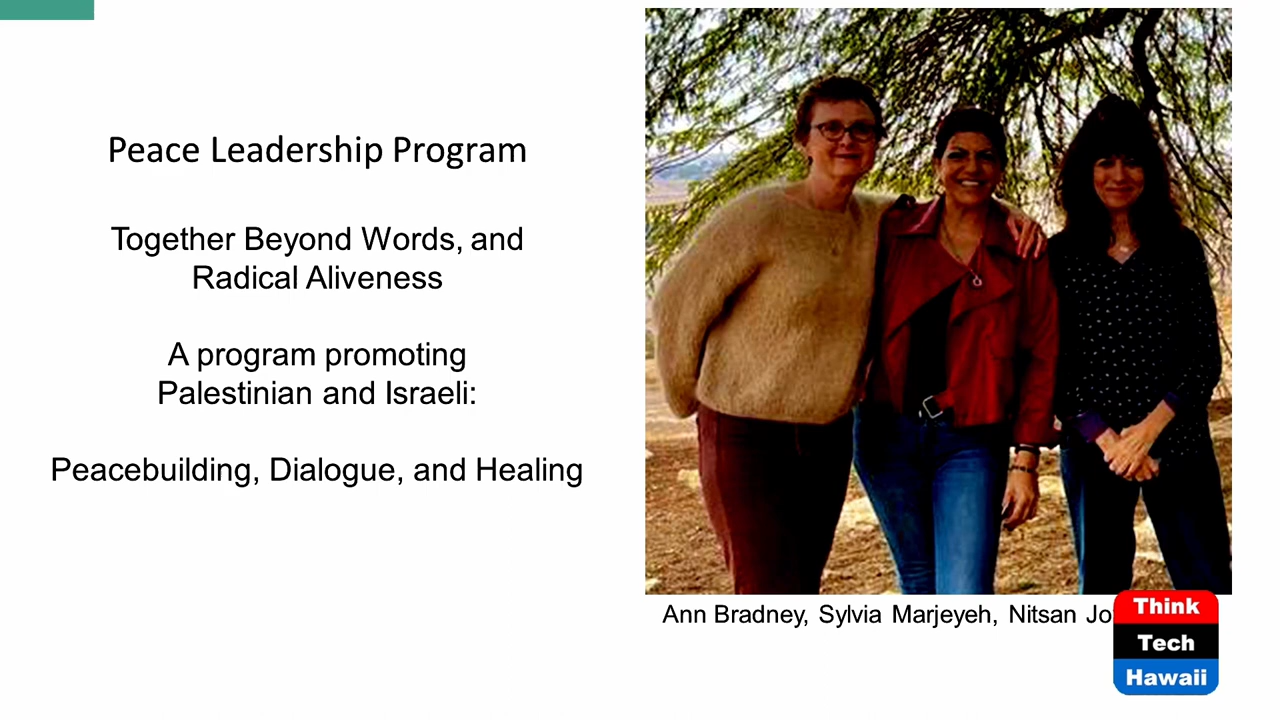 Peace Leadership Program
Together Beyond Words, and
Radical Aliveness
A program promoting
Palestinian and Israeli:
Peacebuilding, Dialogue, and Healing
Ann Bradney, Sylvia Marjeyeh, Nitsan
Think
Tech
Hawaii